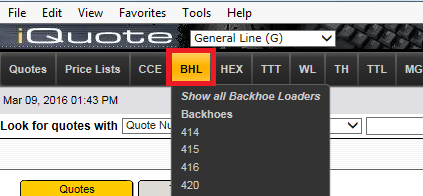 File Edit View Favorites Tools Help
iQuote General Line (G)
Quotes Price Lists CCE BHL HEX TTT WL TH TTL MG
Mar 09, 2016 01:43 PM
Show all Backhoe Loaders
Backhoes
Look for quotes with Quote Nu
414
415
416
420
Quotes